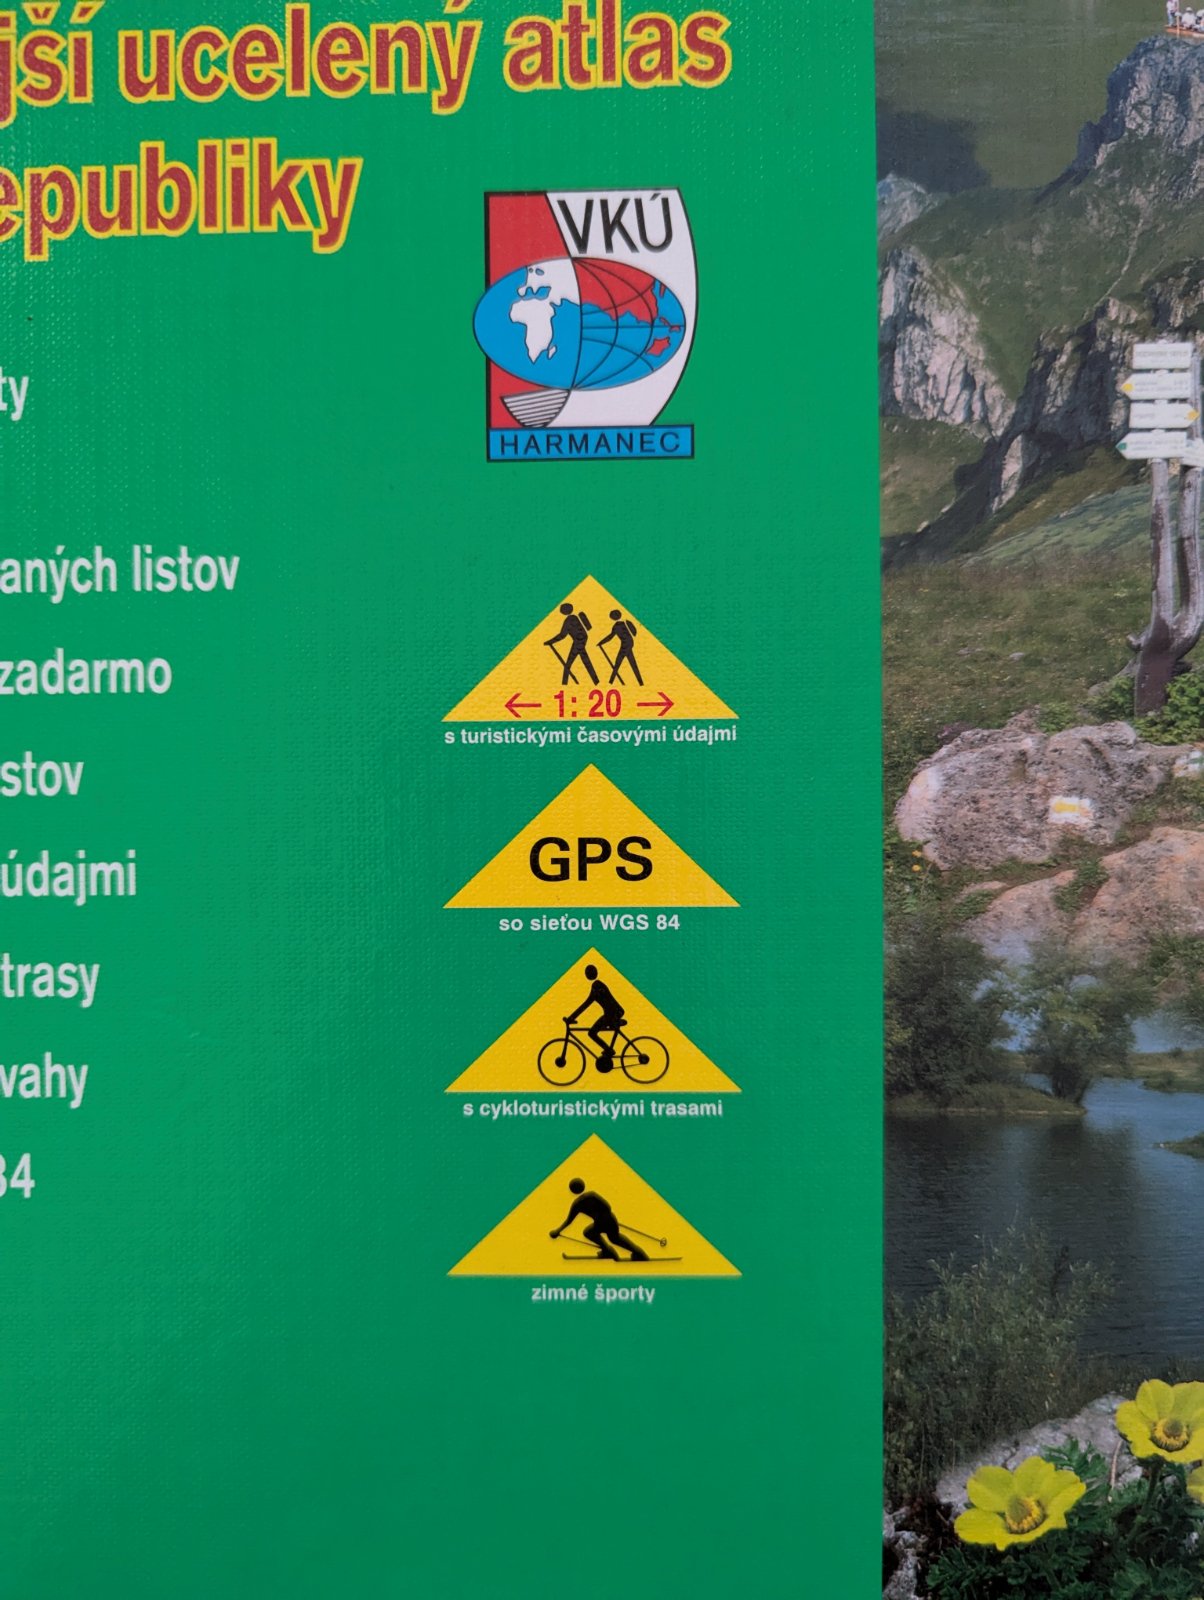 jší ucelený atlas
epubliky
VKÚ
HARMANEC
ty
aných listov
zadarmo
stov
údajmi
trasy
vahy
84
← 1: 20 →
s turistickými časovými údajmi
GPS
so sieťou WGS 84
s cykloturistickými trasami
zimné športy